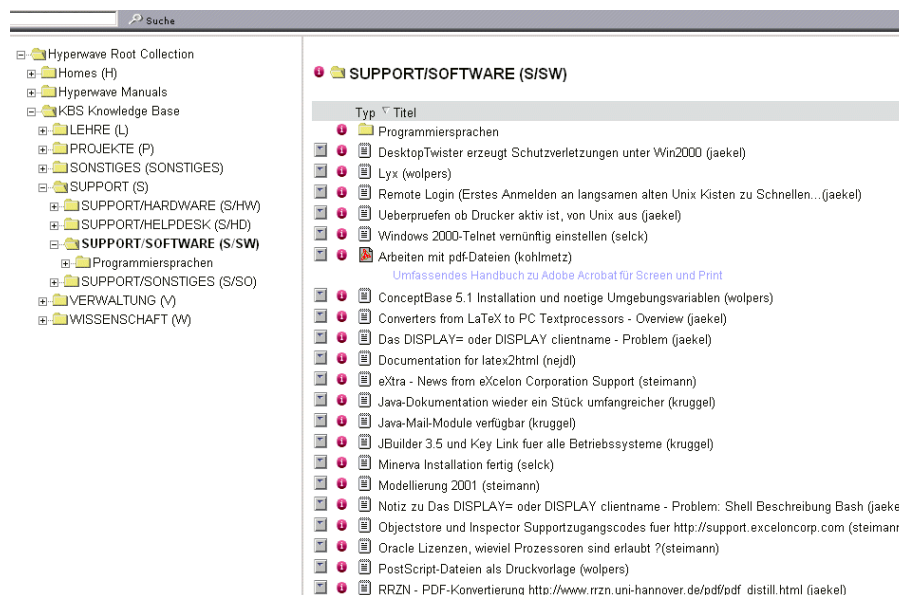 Suche
Hyperwave Root Collection
Homes (H)
Hyperwave Manuals
KBS Knowledge Base
LEHRE (L)
PROJEKTE (P)
SONSTIGES (SONSTIGES)
SUPPORT (S)
SUPPORT/HARDWARE (S/HW)
SUPPORT/HELPDESK (S/HD)
SUPPORT/SOFTWARE (S/SW)
Programmiersprachen
SUPPORT/SONSTIGES (S/SO)
VERWALTUNG (V)
WISSENSCHAFT (W)
SUPPORT/SOFTWARE (S/SW)
Typ Titel
Programmiersprachen
DesktopTwister erzeugt Schutzverletzungen unter Win2000 (jaekel)
Lyx (wolpers)
Remote Login (Erstes Anmelden an langsamen alten Unix Kisten zu Schnellen...(jaekel)
Ueberpruefen ob Drucker aktiv ist, von Unix aus (jaekel)
Windows 2000-Telnet vernünftig einstellen (selck)
Arbeiten mit pdf-Dateien (kohlmetz)
Umfassendes Handbuch zu Adobe Acrobat für Screen und Print
ConceptBase 5.1 Installation und noetige Umgebungsvariablen (wolpers)
Converters from LaTeX to PC Textprocessors - Overview (jaekel)
Das DISPLAY= oder DISPLAY clientname - Problem (jaekel)
Documentation for latex2html (nejdl)
eXtra - News from eXcelon Corporation Support (steimann)
Java-Dokumentation wieder ein Stück umfangreicher (kruggel)
Java-Mail-Module verfügbar (kruggel)
JBuilder 3.5 und Key Link fuer alle Betriebssysteme (kruggel)
Minerva Installation fertig (selck)
Modellierung 2001 (steimann)
Notiz zu Das DISPLAY= oder DISPLAY clientname - Problem: Shell Beschreibung Bash (jaeke
Objectstore und Inspector Supportzugangscodes fuer http://support.exceloncorp.com (steimann
Oracle Lizenzen, wieviel Prozessoren sind erlaubt ?(steimann)
PostScript-Dateien als Druckvorlage (wolpers)
RRZN - PDF-Konvertierung http://www.rrzn.uni-hannover.de/pdf/pdf_distill.html (jaekel)